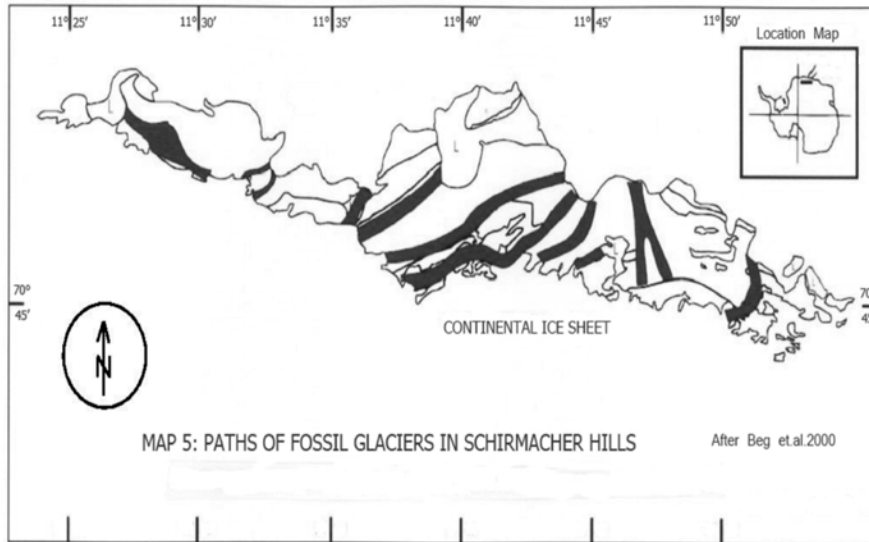 11° 25′ 11° 30′ 11° 35′ 11° 40′ 11° 45′ 11° 50′
Location Map
L
L
L
70°
45′
70°
45′
CONTINENTAL ICE SHEET
N
MAP 5: PATHS OF FOSSIL GLACIERS IN SCHIRMACHER HILLS
After Beg et.al.2000